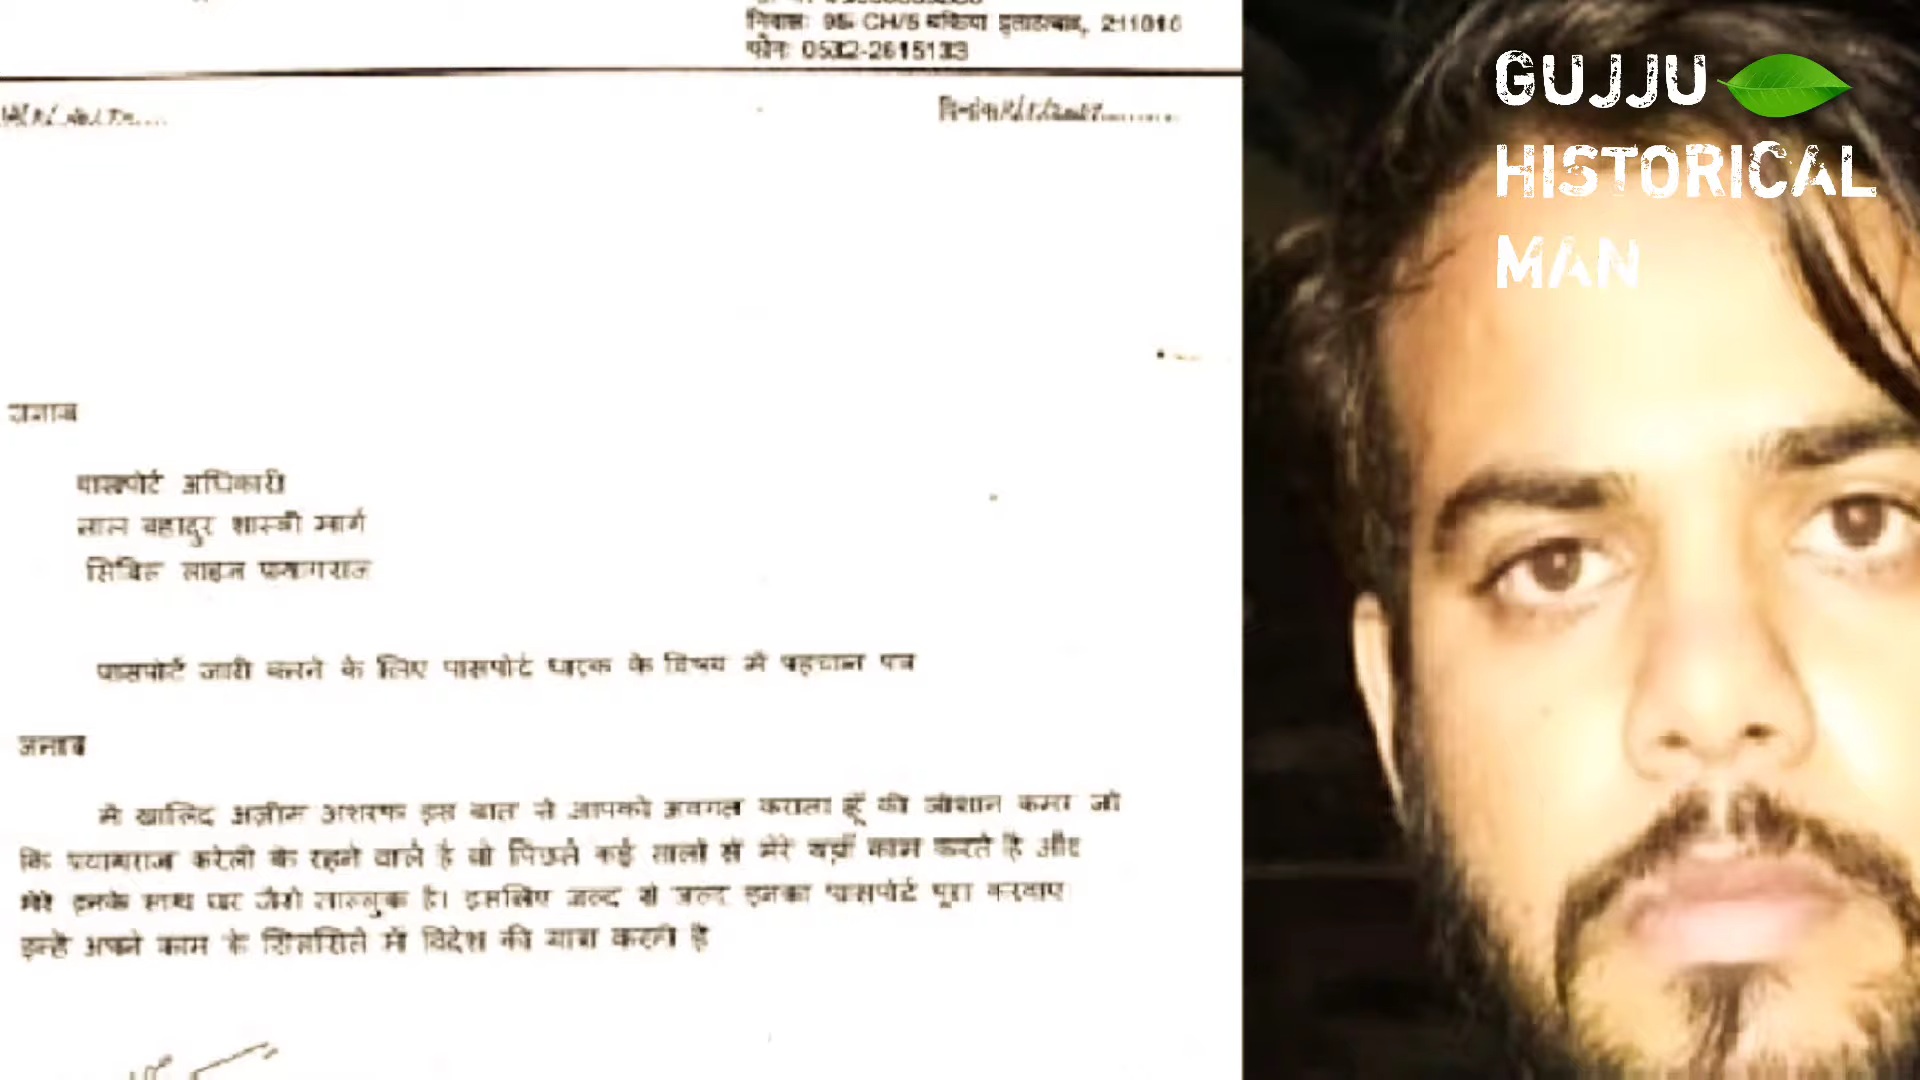 निवास: 95- CH/5 चकिया इलाहाबाद, 211016
फोन: 0532-2615133
दिनांक
जनाब
पासपोर्ट अधिकारी
लाल बहादुर शास्त्री मार्ग
सिविल लाइन प्रयागराज
पासपोर्ट जारी करने के लिए पासपोर्ट धारक के विषय में पहचान पत्र
जनाब
मै खालिद अज़ीम अशरफ इस बात से आपको अवगत कराता हूँ की जीशान कमर जो
कि प्रयागराज करेली के रहने वाले है वो पिछले कई सालो से मेरे यहाँ काम करते है और
मेरे इनके साथ घर जैसे ताल्लुक है। इसलिए जल्द से जल्द इनका पासपोर्ट पूरा करवाए
इन्हे अपने काम के सिलसिले में विदेश की यात्रा करनी है
GUJJU
HISTORICAL
MAN